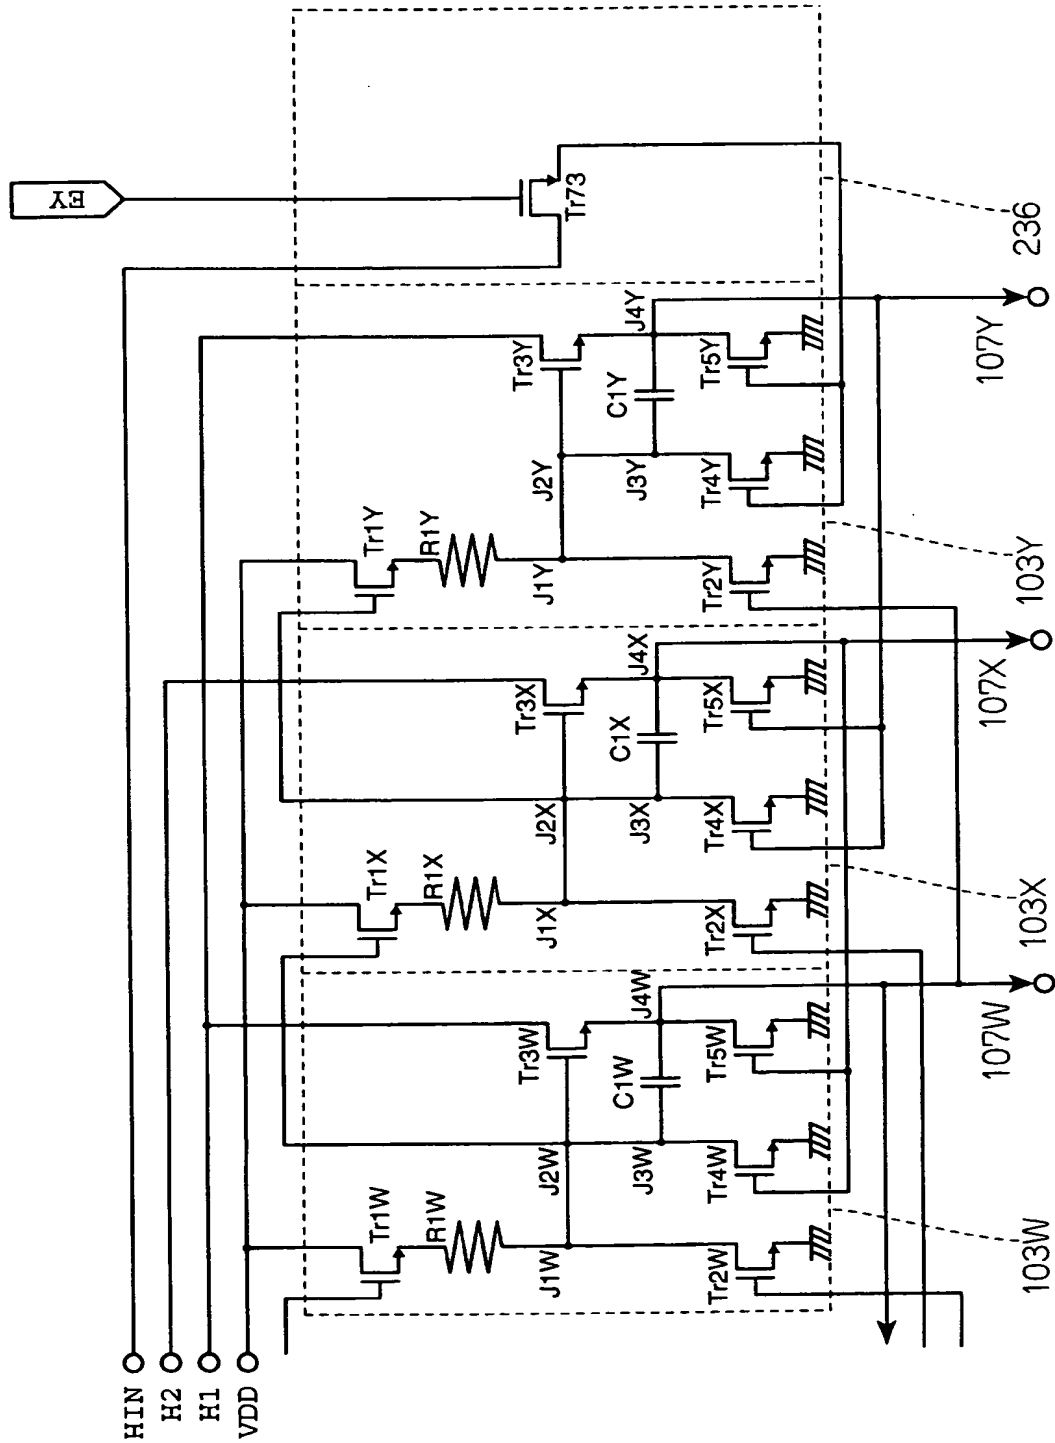 EY
HIN
H2
H1
VDD
Tr1W
R1W
J1W
J2W
J3W
J4W
Tr2W
Tr3W
C1W
Tr4W
Tr5W
103W
107W
Tr1X
R1X
J1X
J2X
J3X
J4X
Tr2X
Tr3X
C1X
Tr4X
Tr5X
103X
107X
Tr1Y
R1Y
J1Y
J2Y
J3Y
J4Y
Tr2Y
Tr3Y
C1Y
Tr4Y
Tr5Y
103Y
107Y
Tr73
236